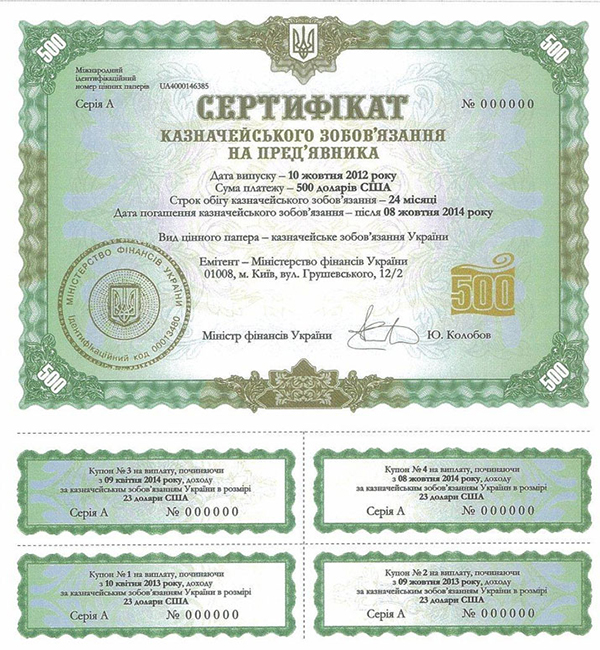 500
500
Міжнародний
ідентифікаційний
номер цінних паперів UA4000146385
Серія А
№ 000000
СЕРТИФІКАТ
КАЗНАЧЕЙСЬКОГО ЗОБОВ'ЯЗАННЯ
НА ПРЕД'ЯВНИКА
Дата випуску – 10 жовтня 2012 року
Сума платежу – 500 доларів США
Строк обігу казначейського зобов'язання – 24 місяці
Дата погашення казначейського зобов'язання – після 08 жовтня 2014 року
Вид цінного папера – казначейське зобов'язання України
Емітент – Міністерство фінансів України
01008, м. Київ, вул. Грушевського, 12/2
МІНІСТЕРСТВО ФІНАНСІВ УКРАЇНИ
Ідентифікаційний код 00013480
500
Міністр фінансів України
Ю. Колобов
500
500
Купон № 3 на виплату, починаючи
з 09 квітня 2014 року, доходу
за казначейським зобов'язанням України в розмірі
23 долари США
Серія А № 000000
Купон № 4 на виплату, починаючи
з 08 жовтня 2014 року, доходу
за казначейським зобов'язанням України в розмірі
23 долари США
Серія А № 000000
Купон № 1 на виплату, починаючи
з 10 квітня 2013 року, доходу
за казначейським зобов'язанням України в розмірі
23 долари США
Серія А № 000000
Купон № 2 на виплату, починаючи
з 09 жовтня 2013 року, доходу
за казначейським зобов'язанням України в розмірі
23 долари США
Серія А № 000000